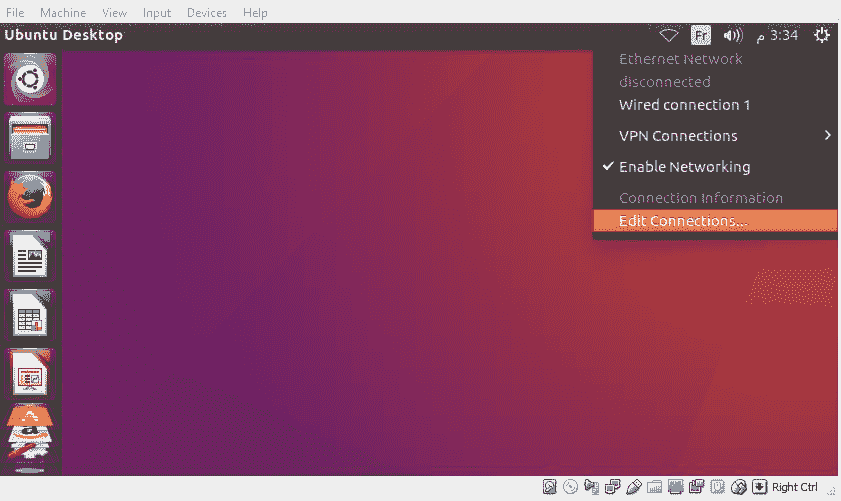 File Machine View Input Devices Help
Ubuntu Desktop Fr م 3:34
Ethernet Network
disconnected
Wired connection 1
VPN Connections
Enable Networking
Connection Information
Edit Connections...
Right Ctrl